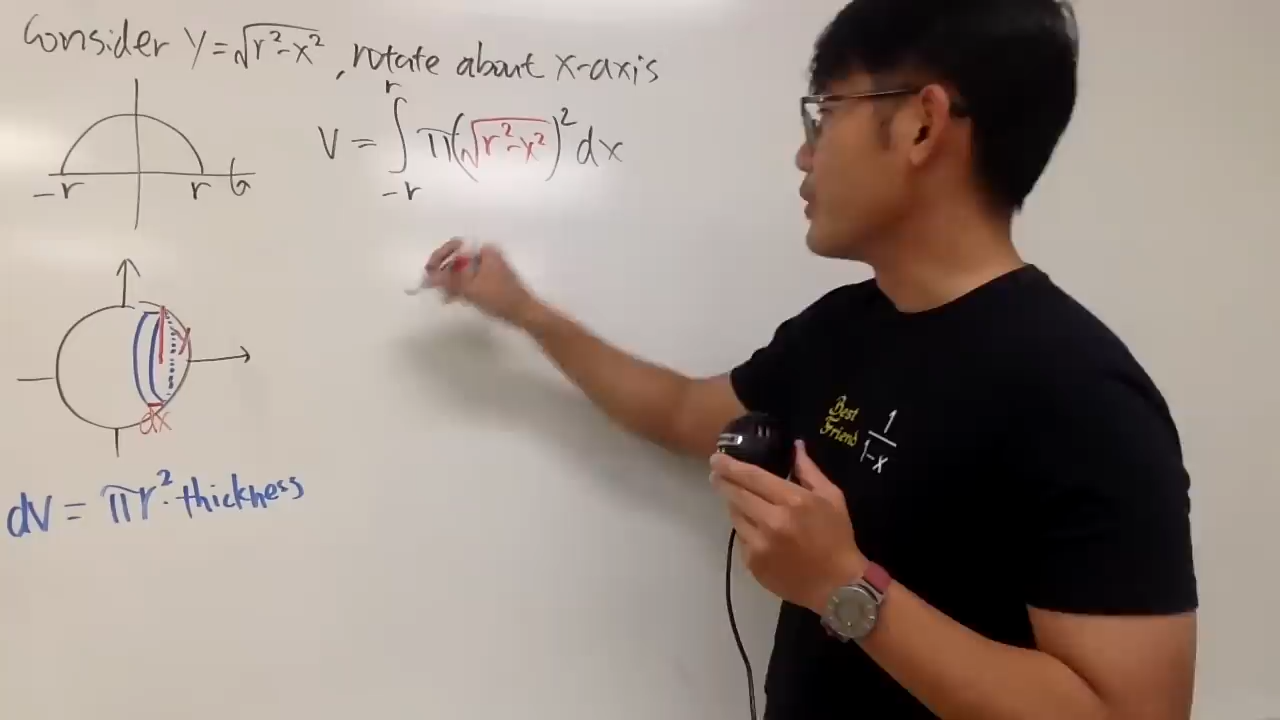 Consider y = √(r²-x²), rotate about x-axis
-r r
V = ∫_{-r}^{r} π(√(r²-x²))² dx
y
dx
dV = πr²·thickness
Best
Friend
1/(1-x)